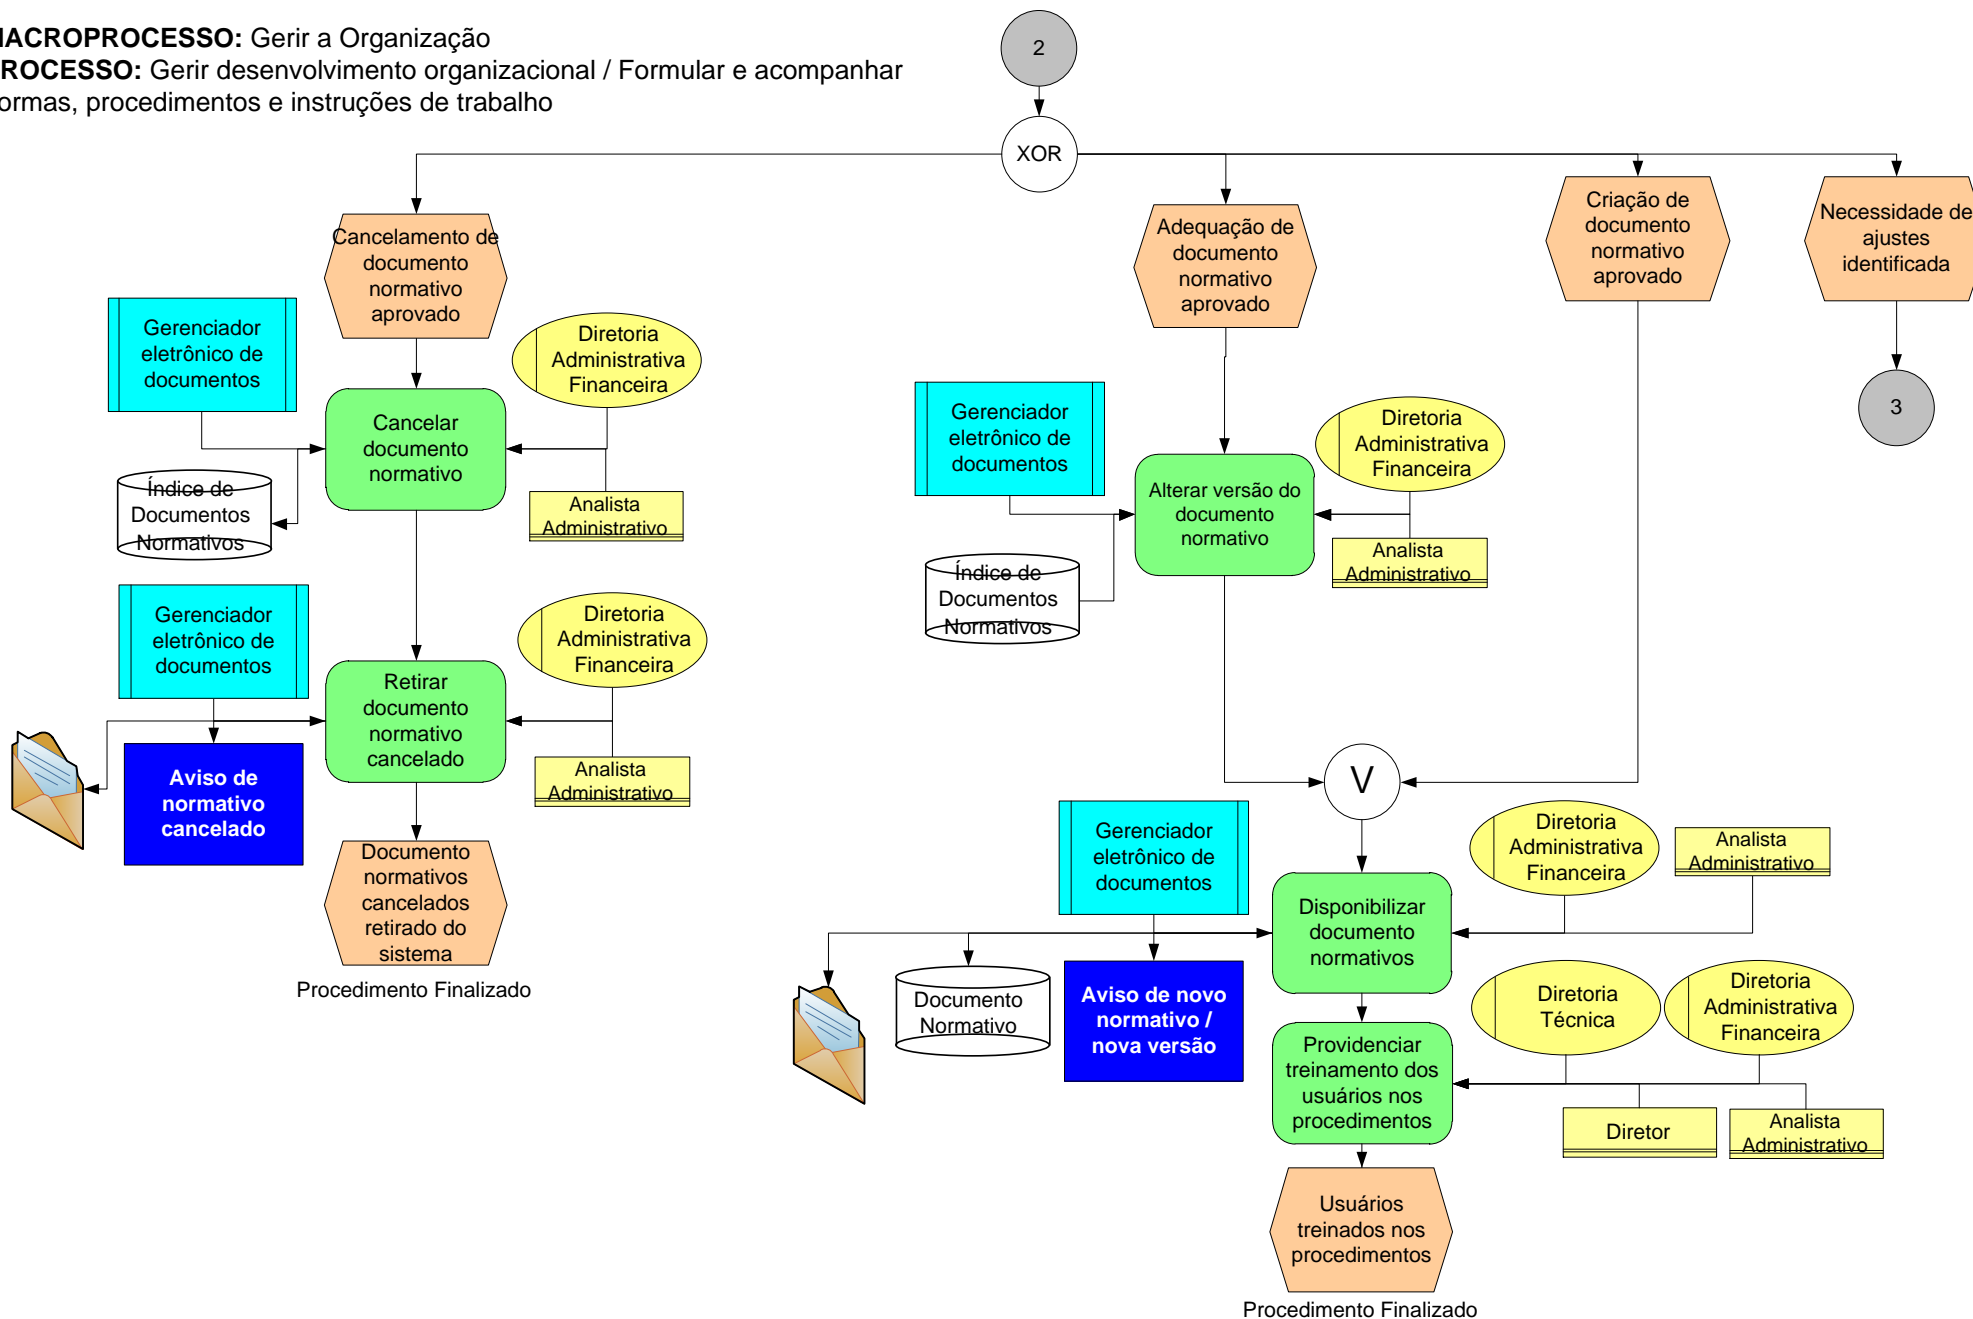 MACROPROCESSO: Gerir a Organização
PROCESSO: Gerir desenvolvimento organizacional / Formular e acompanhar
ormas, procedimentos e instruções de trabalho
2
XOR
Cancelamento de
documento
normativo
aprovado
Adequação de
documento
normativo
aprovado
Criação de
documento
normativo
aprovado
Necessidade de
ajustes
identificada
3
Gerenciador
eletrônico de
documentos
Diretoria
Administrativa
Financeira
Cancelar
documento
normativo
Índice de
Documentos
Normativos
Analista
Administrativo
Gerenciador
eletrônico de
documentos
Diretoria
Administrativa
Financeira
Alterar versão do
documento
normativo
Índice de
Documentos
Normativos
Analista
Administrativo
Gerenciador
eletrônico de
documentos
Diretoria
Administrativa
Financeira
Retirar
documento
normativo
cancelado
Aviso de
normativo
cancelado
Analista
Administrativo
Documento
normativos
cancelados
retirado do
sistema
Procedimento Finalizado
V
Gerenciador
eletrônico de
documentos
Diretoria
Administrativa
Financeira
Analista
Administrativo
Disponibilizar
documento
normativos
Documento
Normativo
Aviso de novo
normativo /
nova versão
Diretoria
Técnica
Diretoria
Administrativa
Financeira
Providenciar
treinamento dos
usuários nos
procedimentos
Diretor
Analista
Administrativo
Usuários
treinados nos
procedimentos
Procedimento Finalizado